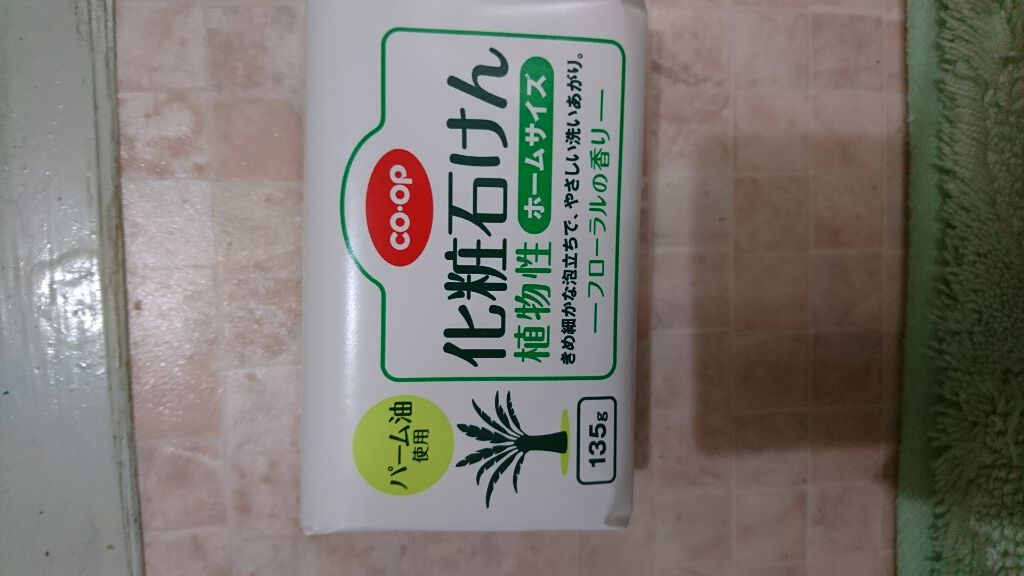 co·op
化粧石けん
植物性 ホームサイズ
きめ細かな泡立ちで、やさしい洗いあがり。
―フローラルの香り―
パーム油
使用
135g